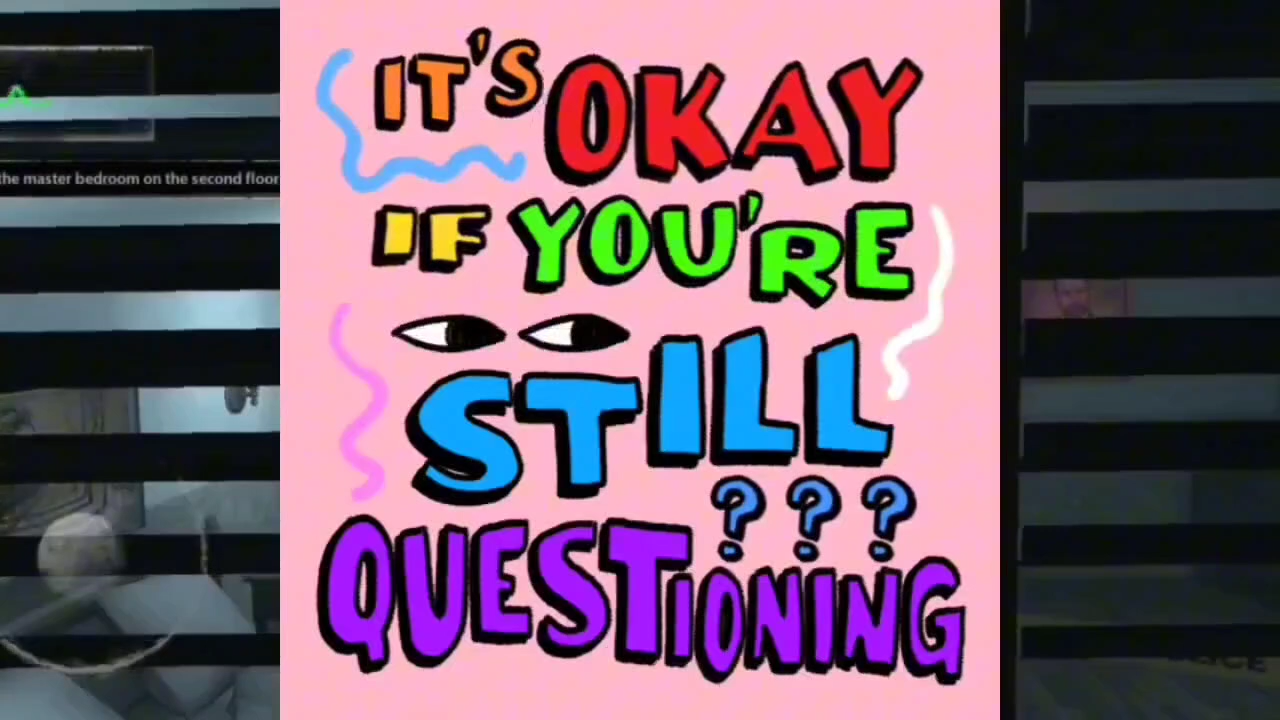 the master bedroom on the second floor
IT'S OKAY
IF YOU'RE
STILL
? ? ?
QUESTIONING